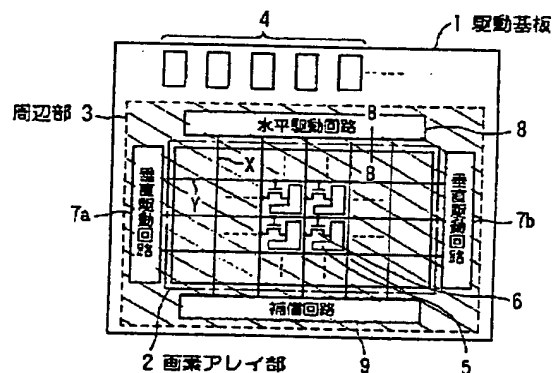 4
1 駆動基板
周辺部 3
水平駆動回路
B
8
X
B
垂直駆動回路
Y
垂直駆動回路
7a
7b
6
補償回路
2 画素アレイ部
9
5